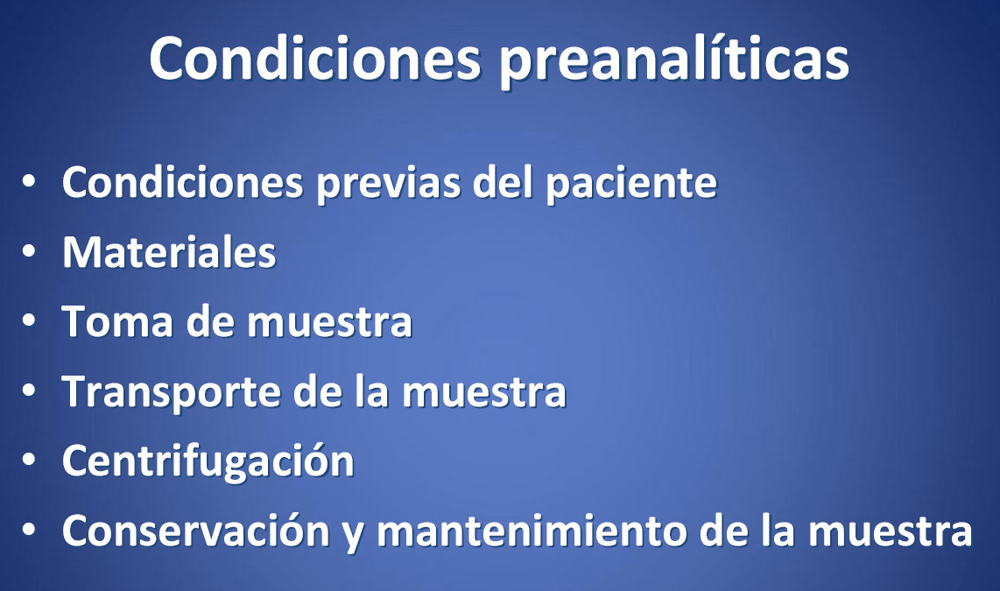 Condiciones preanalíticas
• Condiciones previas del paciente
• Materiales
• Toma de muestra
• Transporte de la muestra
• Centrifugación
• Conservación y mantenimiento de la muestra